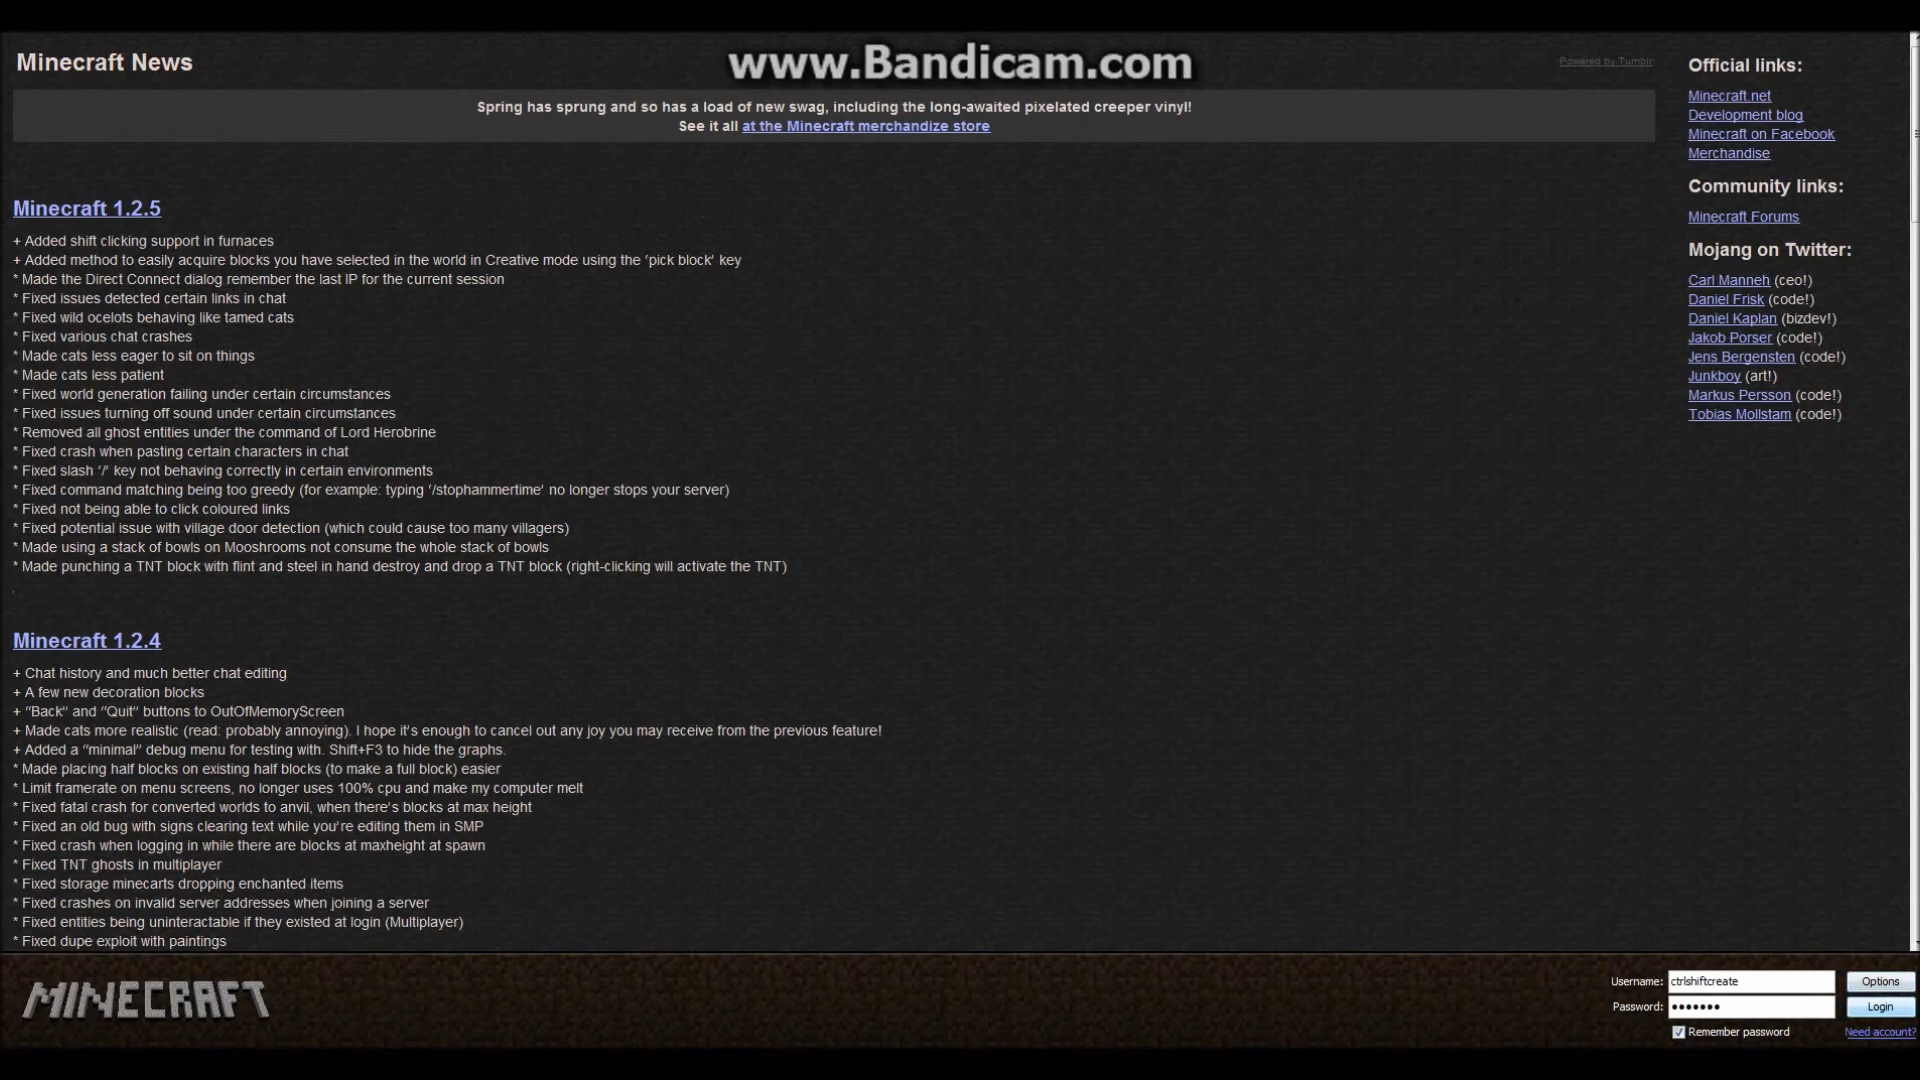 www.Bandicam.com
Minecraft News
Powered by Tumblr
Spring has sprung and so has a load of new swag, including the long-awaited pixelated creeper vinyl!
See it all at the Minecraft merchandize store
Minecraft 1.2.5
+ Added shift clicking support in furnaces
+ Added method to easily acquire blocks you have selected in the world in Creative mode using the ‘pick block’ key
* Made the Direct Connect dialog remember the last IP for the current session
* Fixed issues detected certain links in chat
* Fixed wild ocelots behaving like tamed cats
* Fixed various chat crashes
* Made cats less eager to sit on things
* Made cats less patient
* Fixed world generation failing under certain circumstances
* Fixed issues turning off sound under certain circumstances
* Removed all ghost entities under the command of Lord Herobrine
* Fixed crash when pasting certain characters in chat
* Fixed slash ‘/’ key not behaving correctly in certain environments
* Fixed command matching being too greedy (for example: typing ‘/stophammertime’ no longer stops your server)
* Fixed not being able to click coloured links
* Fixed potential issue with village door detection (which could cause too many villagers)
* Made using a stack of bowls on Mooshrooms not consume the whole stack of bowls
* Made punching a TNT block with flint and steel in hand destroy and drop a TNT block (right-clicking will activate the TNT)
Minecraft 1.2.4
+ Chat history and much better chat editing
+ A few new decoration blocks
+ “Back” and “Quit” buttons to OutOfMemoryScreen
+ Made cats more realistic (read: probably annoying). I hope it’s enough to cancel out any joy you may receive from the previous feature!
+ Added a “minimal” debug menu for testing with. Shift+F3 to hide the graphs.
* Made placing half blocks on existing half blocks (to make a full block) easier
* Limit framerate on menu screens, no longer uses 100% cpu and make my computer melt
* Fixed fatal crash for converted worlds to anvil, when there’s blocks at max height
* Fixed an old bug with signs clearing text while you’re editing them in SMP
* Fixed crash when logging in while there are blocks at maxheight at spawn
* Fixed TNT ghosts in multiplayer
* Fixed storage minecarts dropping enchanted items
* Fixed crashes on invalid server addresses when joining a server
* Fixed entities being uninteractable if they existed at login (Multiplayer)
* Fixed dupe exploit with paintings
Official links:
Minecraft.net
Development blog
Minecraft on Facebook
Merchandise
Community links:
Minecraft Forums
Mojang on Twitter:
Carl Manneh (ceo!)
Daniel Frisk (code!)
Daniel Kaplan (bizdev!)
Jakob Porser (code!)
Jens Bergensten (code!)
Junkboy (art!)
Markus Persson (code!)
Tobias Mollstam (code!)
MINECRAFT
Username: ctrlshiftcreate Options
Password: ••••••• Login
Remember password Need account?